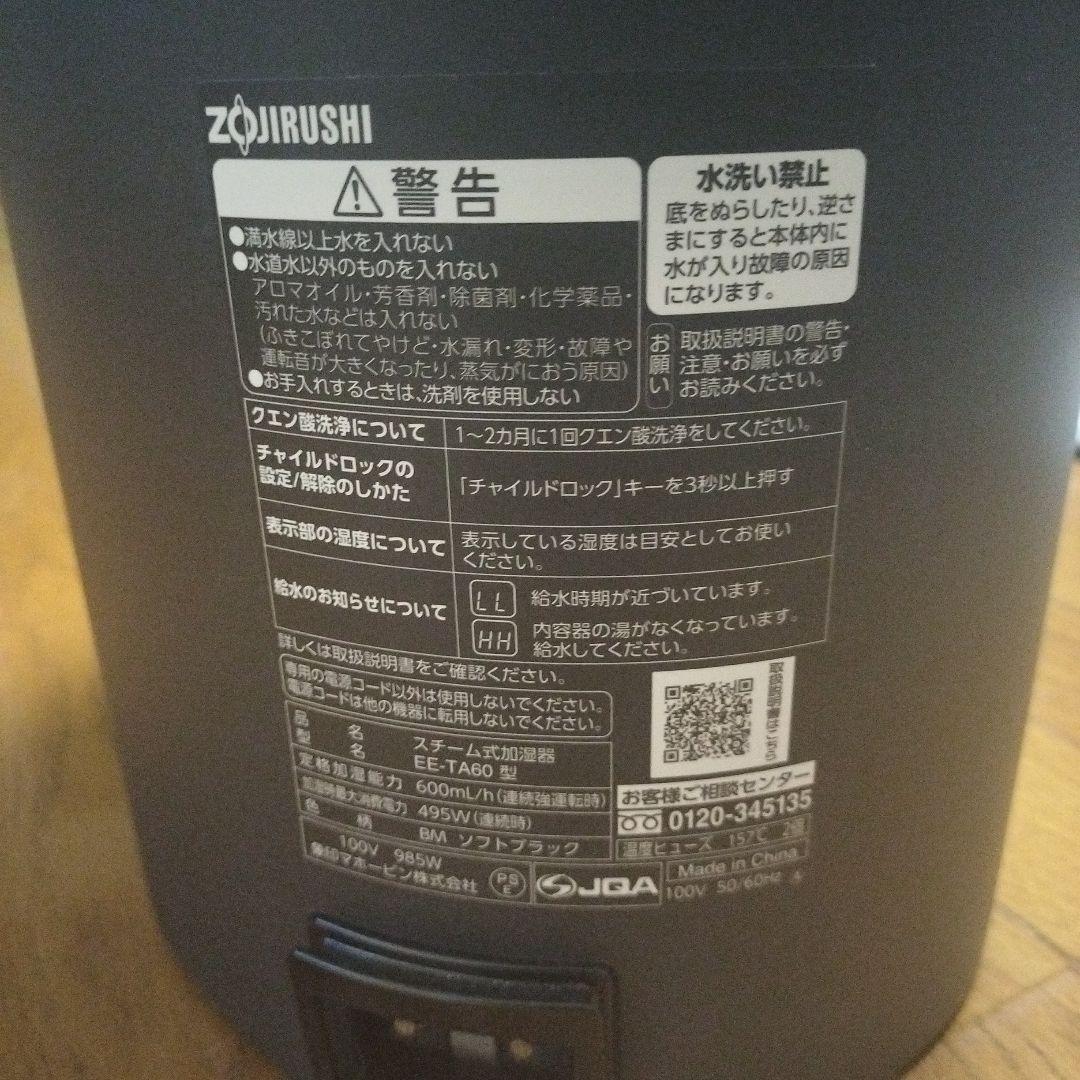 ZOJIRUSHI
警告
●満水線以上水を入れない
●水道水以外のものを入れない
アロマオイル・芳香剤・除菌剤・化学薬品・
汚れた水などは入れない
(ふきこぼれてやけど・水漏れ・変形・故障や
運転音が大きくなったり、蒸気がにおう原因)
●お手入れするときは、洗剤を使用しない
水洗い禁止
底をぬらしたり、逆さ
まにすると本体内に
水が入り故障の原因
になります。
お願い
取扱説明書の警告・
注意・お願いを必ず
お読みください。
クエン酸洗浄について
1～2カ月に1回クエン酸洗浄をしてください。
チャイルドロックの
設定/解除のしかた
「チャイルドロック」キーを3秒以上押す
表示部の湿度について
表示している湿度は目安としてお使い
ください。
給水のお知らせについて
LL
給水時期が近づいています。
HH
内容器の湯がなくなっています。
給水してください。
詳しくは取扱説明書をご確認ください。
専用の電源コード以外は使用しないでください。
電源コードは他の機器に転用しないでください。
取扱説明書はこちら
品名 スチーム式加湿器
型名 EE-TA60 型
定格加湿能力 600mL/h(連続強運転時)
加湿時最大消費電力 495W(連続時)
色柄 BM ソフトブラック
100V 985W
象印マホービン株式会社
PSE
JQA
お客様ご相談センター
0120-345135
温度ヒューズ 157℃ 2個
Made in China
100V 50/60Hz